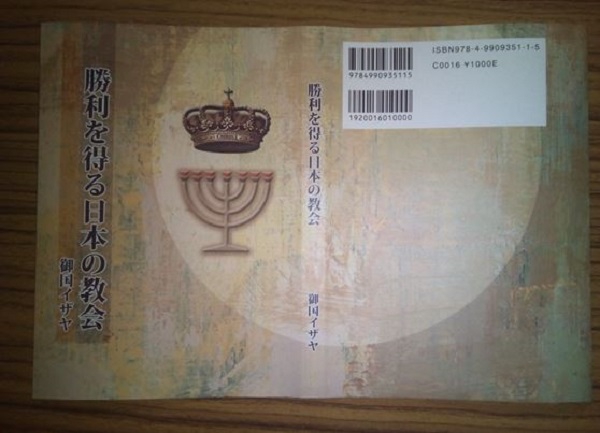 勝利を得る日本の教会
御国イザヤ
勝利を得る日本の教会
御国イザヤ
ISBN978-4-9909351-1-5
C0016 ¥1000E
9784990935115
1920016010000